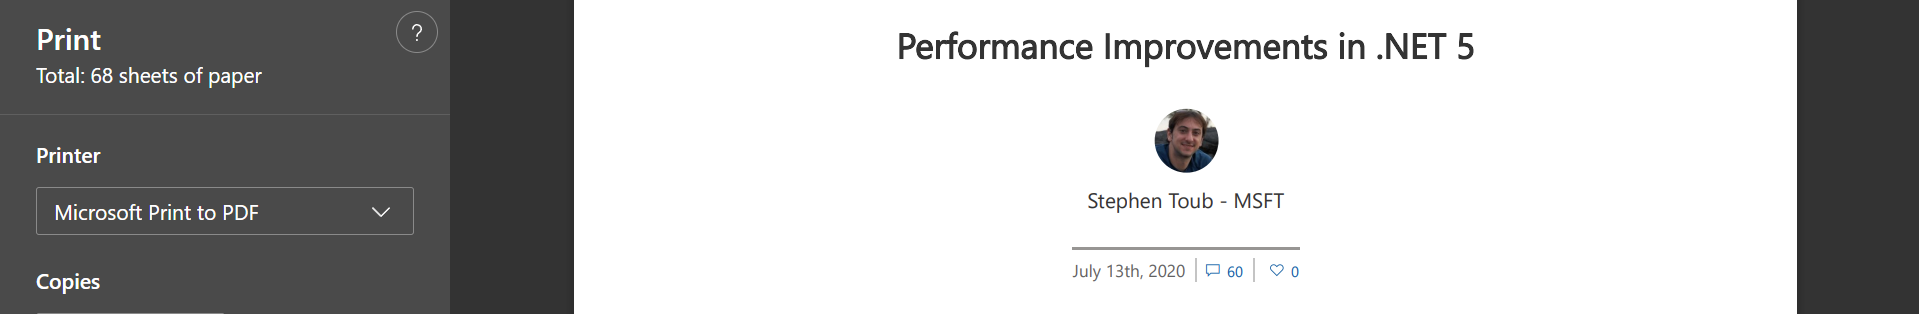 Print
?
Total: 68 sheets of paper
Printer
Microsoft Print to PDF
Copies
Performance Improvements in .NET 5
Stephen Toub - MSFT
July 13th, 2020 60 0